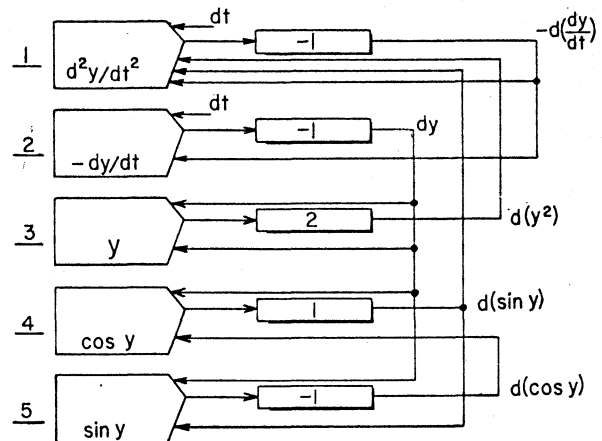 dt
-d(dy/dt)
1
d²y/dt²
-1
dt
dy
2
-dy/dt
-1
3
y
2
d(y²)
4
cos y
1
d(sin y)
5
sin y
-1
d(cos y)